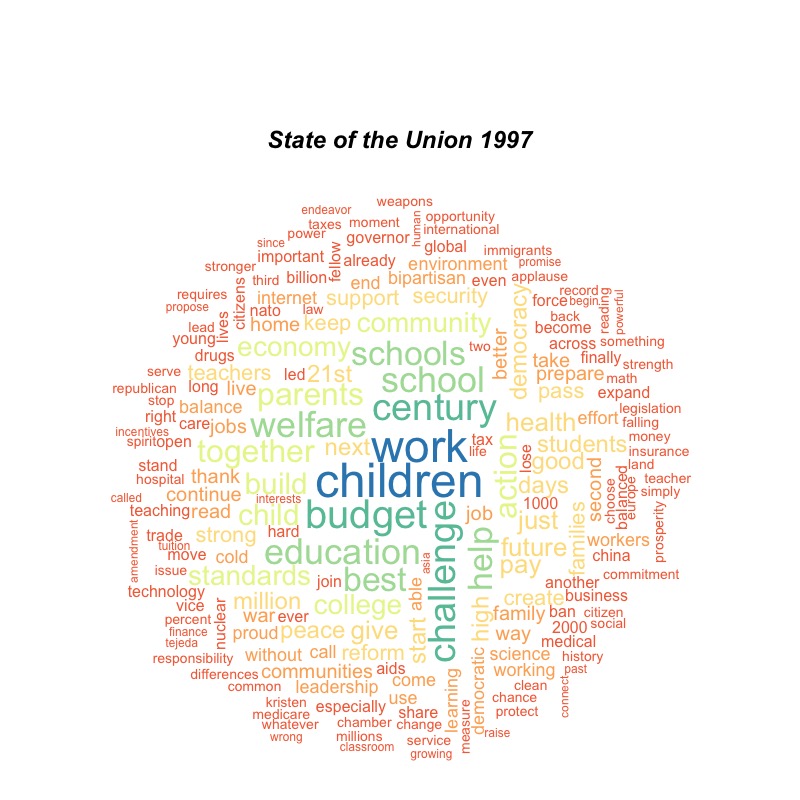 State of the Union 1997
weapons
endeavor
opportunity
taxes
moment
human
international
power
governor
since
global
fellow
important
already
immigrants
stronger
environment
promise
third
billion
end
bipartisan
even
applause
citizens
requires
internet
support
security
democracy
force
record
begin
reading
powerful
propose
nato
law
back
lead
lives
home
keep
community
better
become
young
economy
schools
two
across
something
drugs
take
finally
strength
serve
teachers
led
21st
school
prepare
math
republican
long
live
parents
pass
expand
stop
balance
century
legislation
right
care
jobs
welfare
health
effort
falling
incentives
spirit
open
together
next
work
tax
life
action
lose
students
money
insurance
stand
good
second
land
hospital
thank
build
children
days
choose
balanced
europe
teacher
simply
called
continue
interests
1000
teaching
read
child
budget
challenge
job
just
families
prosperity
amendment
trade
strong
hard
help
workers
tuition
move
cold
education
asia
future
china
issue
standards
join
best
pay
another
commitment
technology
able
create
business
vice
nuclear
million
college
start
high
family
ban
citizen
percent
war
ever
2000
social
finance
proud
peace
give
way
medical
tejeda
responsibility
without
call
reform
democratic
science
history
differences
communities
aids
working
past
common
leadership
come
learning
clean
connect
kristen
especially
use
chance
medicare
share
measure
protect
whatever
chamber
change
raise
wrong
millions
service
classroom
growing